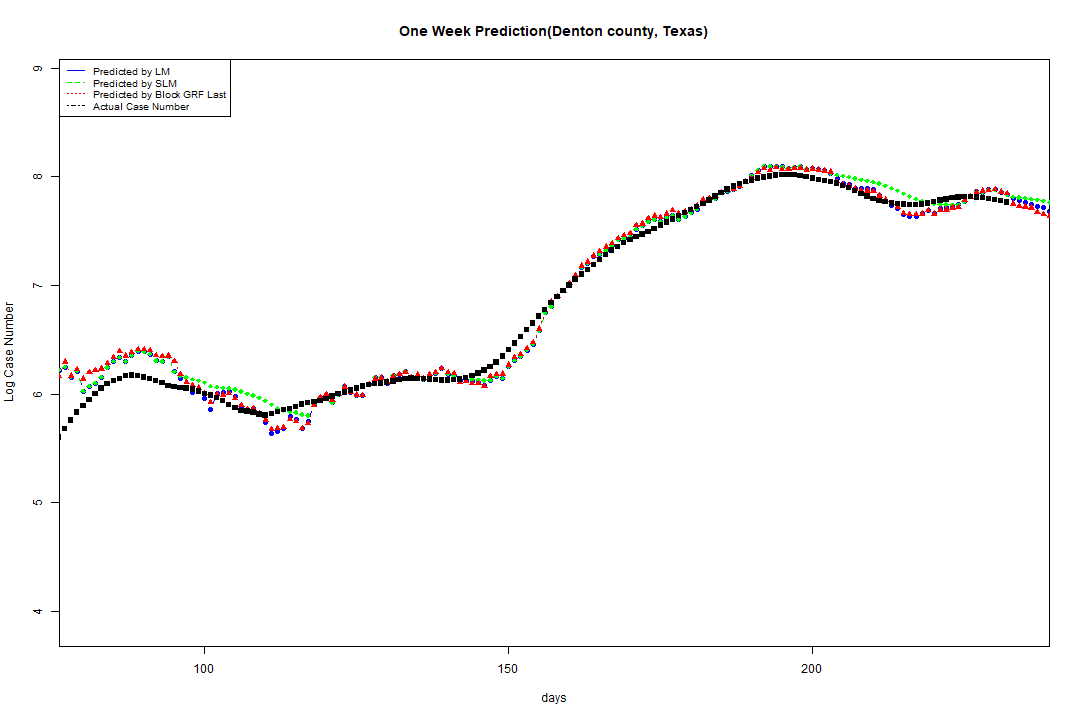 One Week Prediction(Denton county, Texas)
Predicted by LM
Predicted by SLM
Predicted by Block GRF Last
Actual Case Number
9
8
7
6
5
4
Log Case Number
100 150 200
days